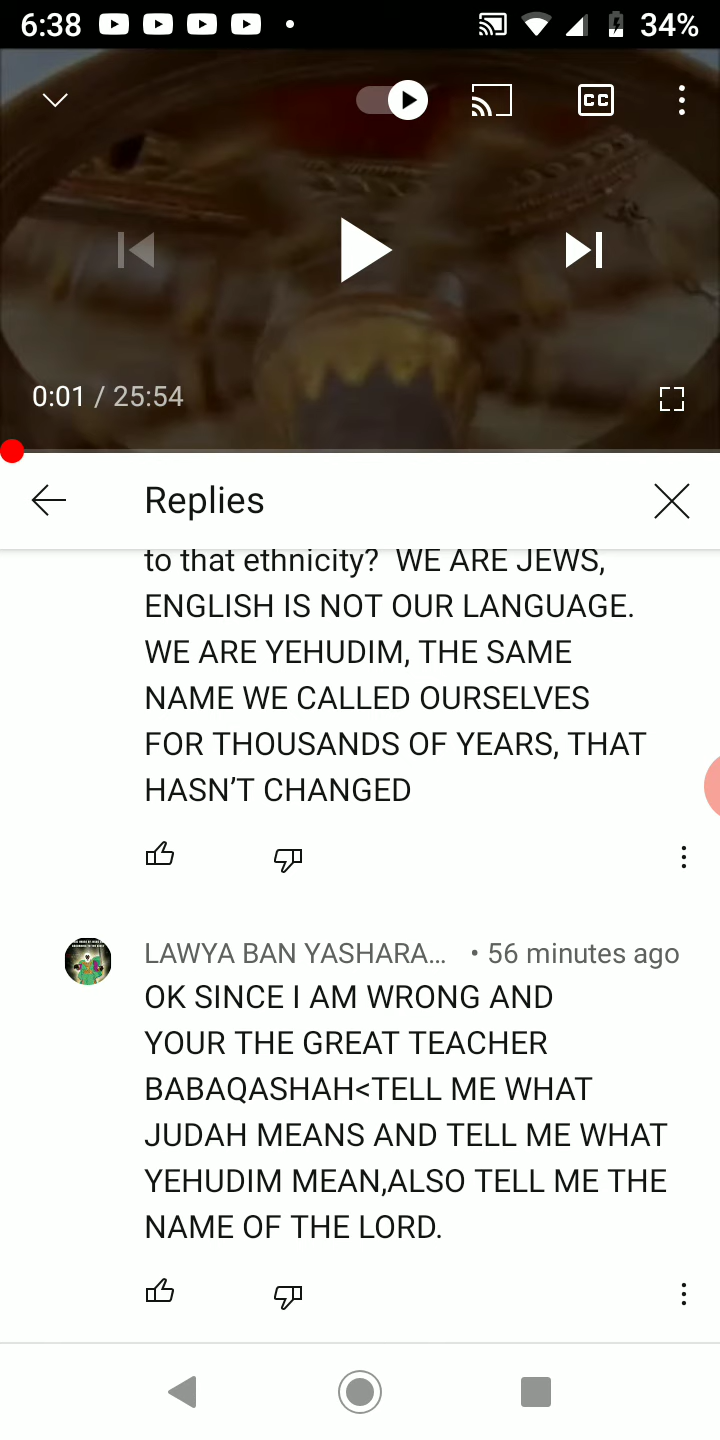 6:38
34%
CC
0:01 / 25:54
Replies
to that ethnicity?  WE ARE JEWS,
ENGLISH IS NOT OUR LANGUAGE.
WE ARE YEHUDIM, THE SAME
NAME WE CALLED OURSELVES
FOR THOUSANDS OF YEARS, THAT
HASN'T CHANGED
LAWYA BAN YASHARA... • 56 minutes ago
OK SINCE I AM WRONG AND
YOUR THE GREAT TEACHER
BABAQASHAH<TELL ME WHAT
JUDAH MEANS AND TELL ME WHAT
YEHUDIM MEAN,ALSO TELL ME THE
NAME OF THE LORD.